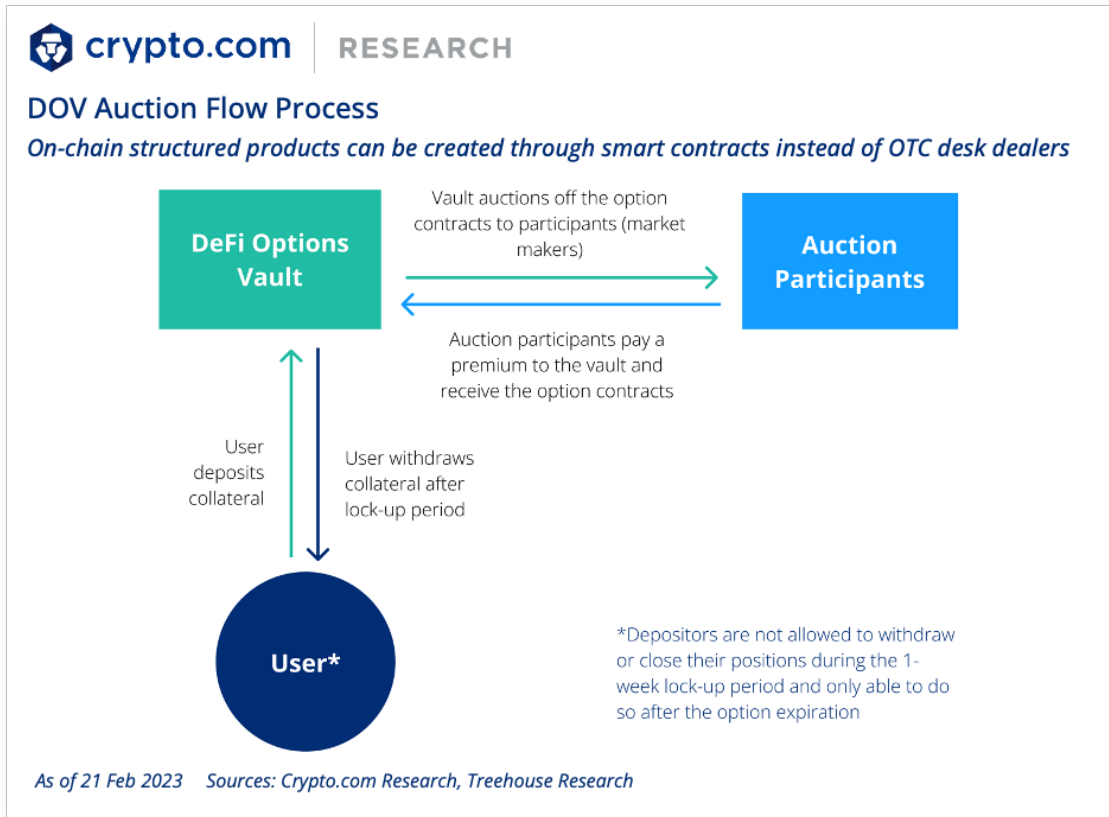 crypto.com
RESEARCH
DOV Auction Flow Process
On-chain structured products can be created through smart contracts instead of OTC desk dealers
DeFi Options
Vault
Vault auctions off the option
contracts to participants (market
makers)
Auction
Participants
Auction participants pay a
premium to the vault and
receive the option contracts
User
deposits
collateral
User withdraws
collateral after
lock-up period
User*
*Depositors are not allowed to withdraw
or close their positions during the 1-
week lock-up period and only able to do
so after the option expiration
As of 21 Feb 2023 Sources: Crypto.com Research, Treehouse Research